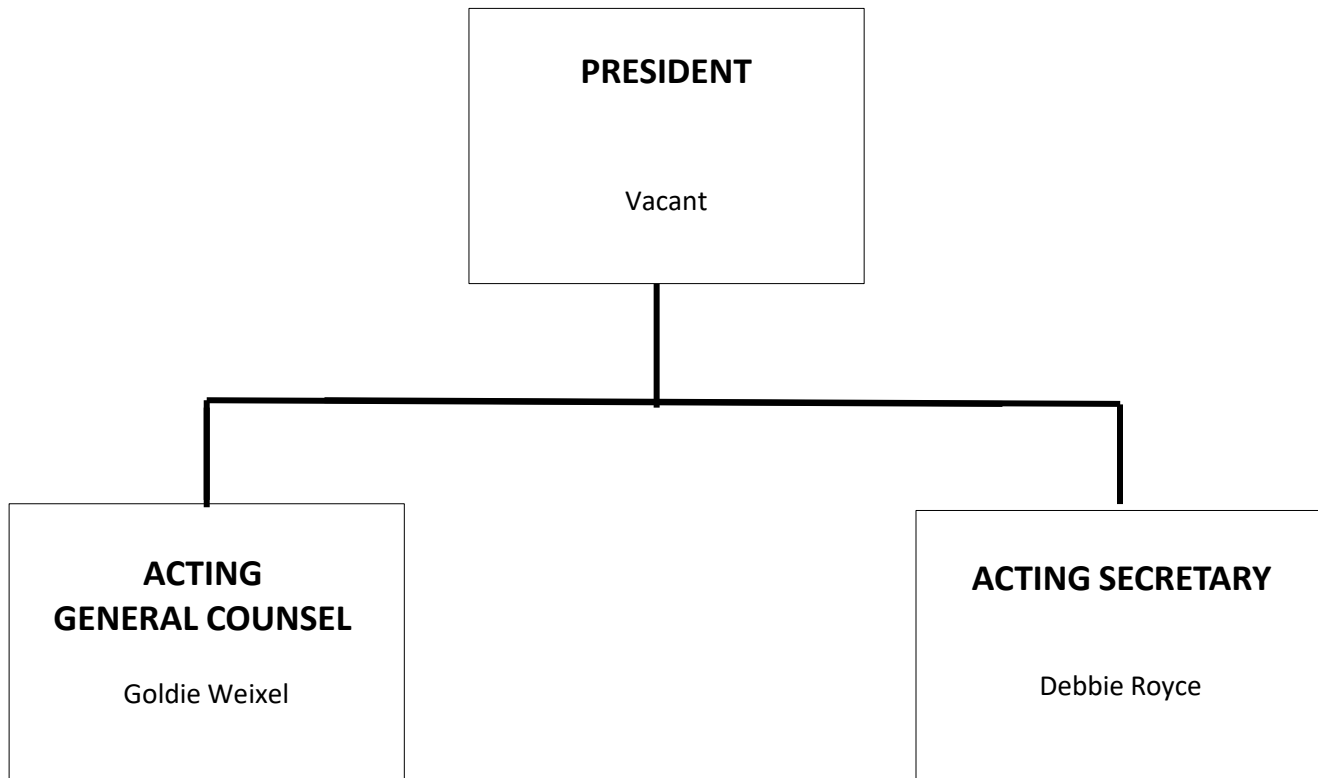 PRESIDENT
Vacant
ACTING
GENERAL COUNSEL
Goldie Weixel
ACTING SECRETARY
Debbie Royce